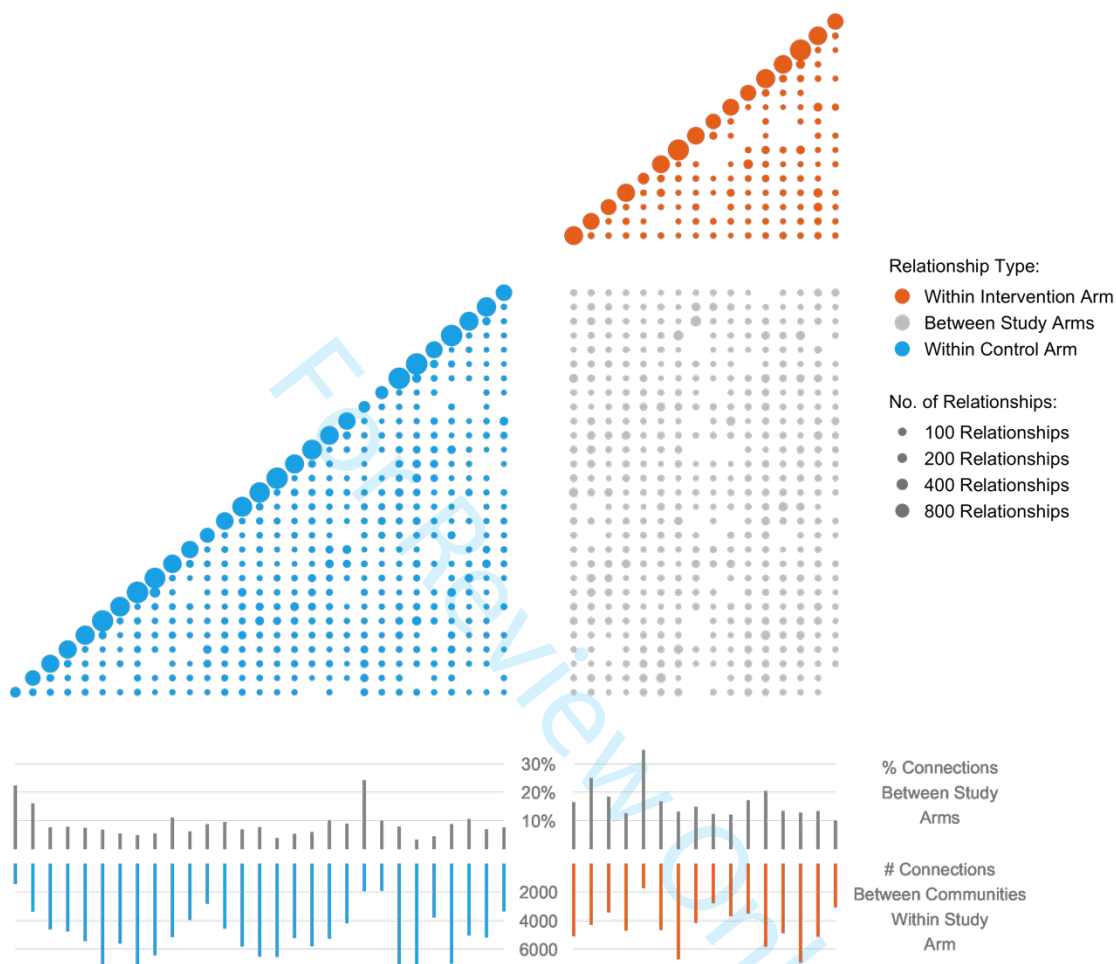 Relationship Type:
Within Intervention Arm
Between Study Arms
Within Control Arm
No. of Relationships:
100 Relationships
200 Relationships
400 Relationships
800 Relationships
For Review Onl
30%
20%
10%
% Connections
Between Study
Arms
2000
4000
6000
# Connections
Between Communities
Within Study
Arm